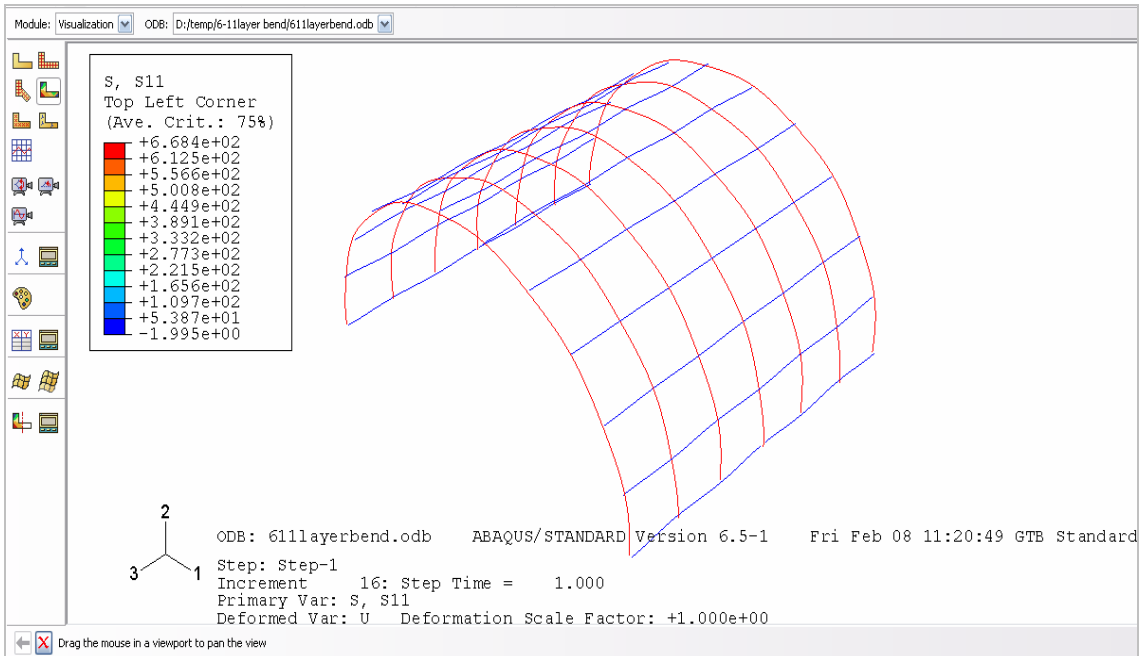 Module: Visualization ODB: D:/temp/6-11layer bend/611layerbend.odb
S, S11
Top Left Corner
(Ave. Crit.: 75%)
+6.684e+02
+6.125e+02
+5.566e+02
+5.008e+02
+4.449e+02
+3.891e+02
+3.332e+02
+2.773e+02
+2.215e+02
+1.656e+02
+1.097e+02
+5.387e+01
-1.995e+00
2
3
1
ODB: 611layerbend.odb ABAQUS/STANDARD Version 6.5-1 Fri Feb 08 11:20:49 GTB Standard
Step: Step-1
Increment 16: Step Time = 1.000
Primary Var: S, S11
Deformed Var: U Deformation Scale Factor: +1.000e+00
Drag the mouse in a viewport to pan the view